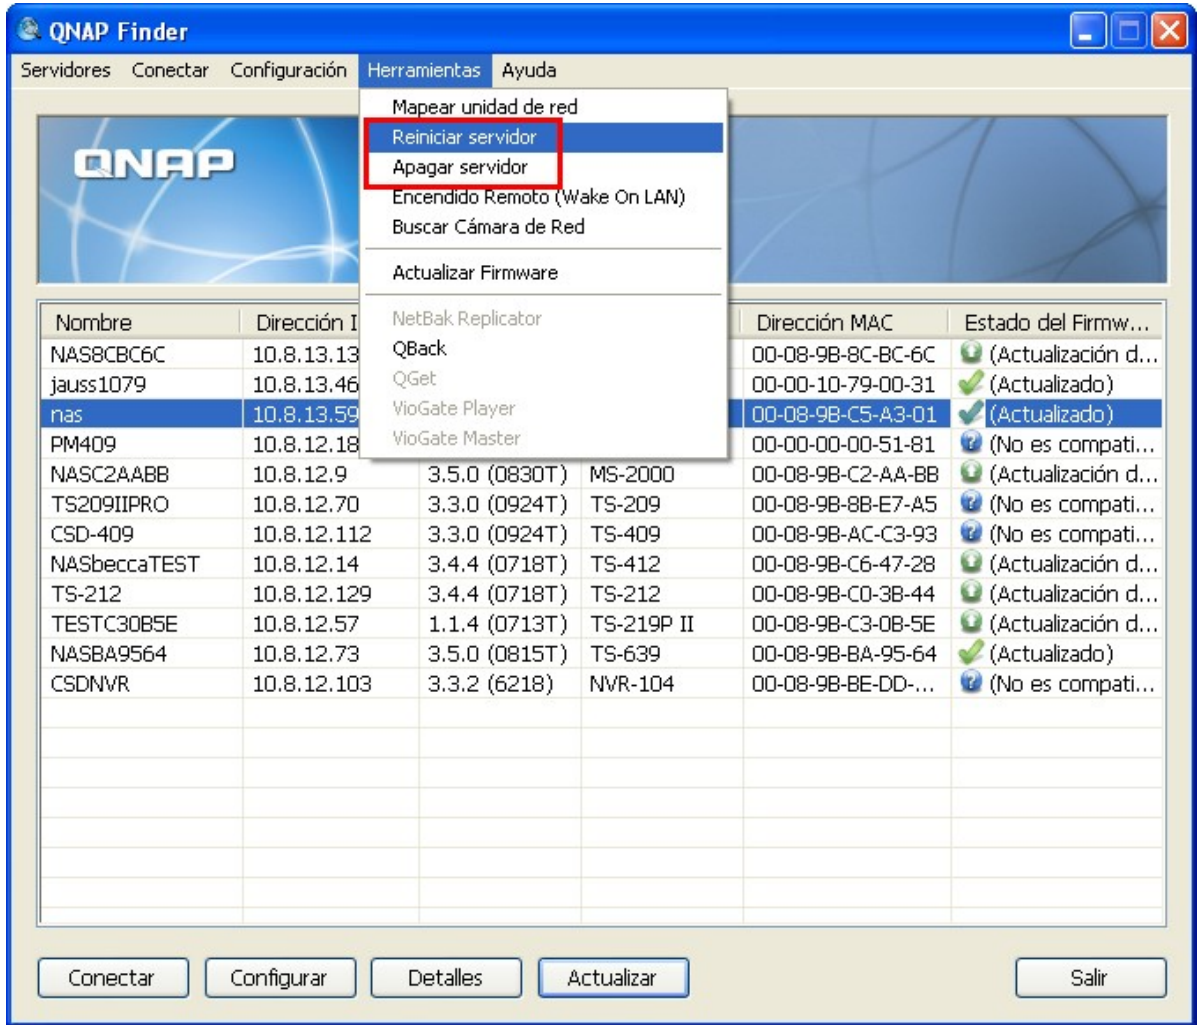 QNAP Finder
Servidores Conectar Configuración Herramientas Ayuda
QNAP
Mapear unidad de red
Reiniciar servidor
Apagar servidor
Encendido Remoto (Wake On LAN)
Buscar Cámara de Red
Actualizar Firmware
NetBak Replicator
QBack
QGet
VioGate Player
VioGate Master
Nombre Dirección I Dirección MAC Estado del Firmw...
NAS8CBC6C 10.8.13.13 00-08-9B-8C-BC-6C (Actualización d...
jauss1079 10.8.13.46 00-00-10-79-00-31 (Actualizado)
nas 10.8.13.59 00-08-9B-C5-A3-01 (Actualizado)
PM409 10.8.12.18 00-00-00-00-51-81 (No es compati...
NASC2AABB 10.8.12.9 3.5.0 (0830T) MS-2000 00-08-9B-C2-AA-BB (Actualización d...
TS209IIPRO 10.8.12.70 3.3.0 (0924T) TS-209 00-08-9B-8B-E7-A5 (No es compati...
CSD-409 10.8.12.112 3.3.0 (0924T) TS-409 00-08-9B-AC-C3-93 (No es compati...
NASbeccaTEST 10.8.12.14 3.4.4 (0718T) TS-412 00-08-9B-C6-47-28 (Actualización d...
TS-212 10.8.12.129 3.4.4 (0718T) TS-212 00-08-9B-C0-3B-44 (Actualización d...
TESTC30B5E 10.8.12.57 1.1.4 (0713T) TS-219P II 00-08-9B-C3-0B-5E (Actualización d...
NASBA9564 10.8.12.73 3.5.0 (0815T) TS-639 00-08-9B-BA-95-64 (Actualizado)
CSDNVR 10.8.12.103 3.3.2 (6218) NVR-104 00-08-9B-BE-DD-... (No es compati...
Conectar Configurar Detalles Actualizar Salir